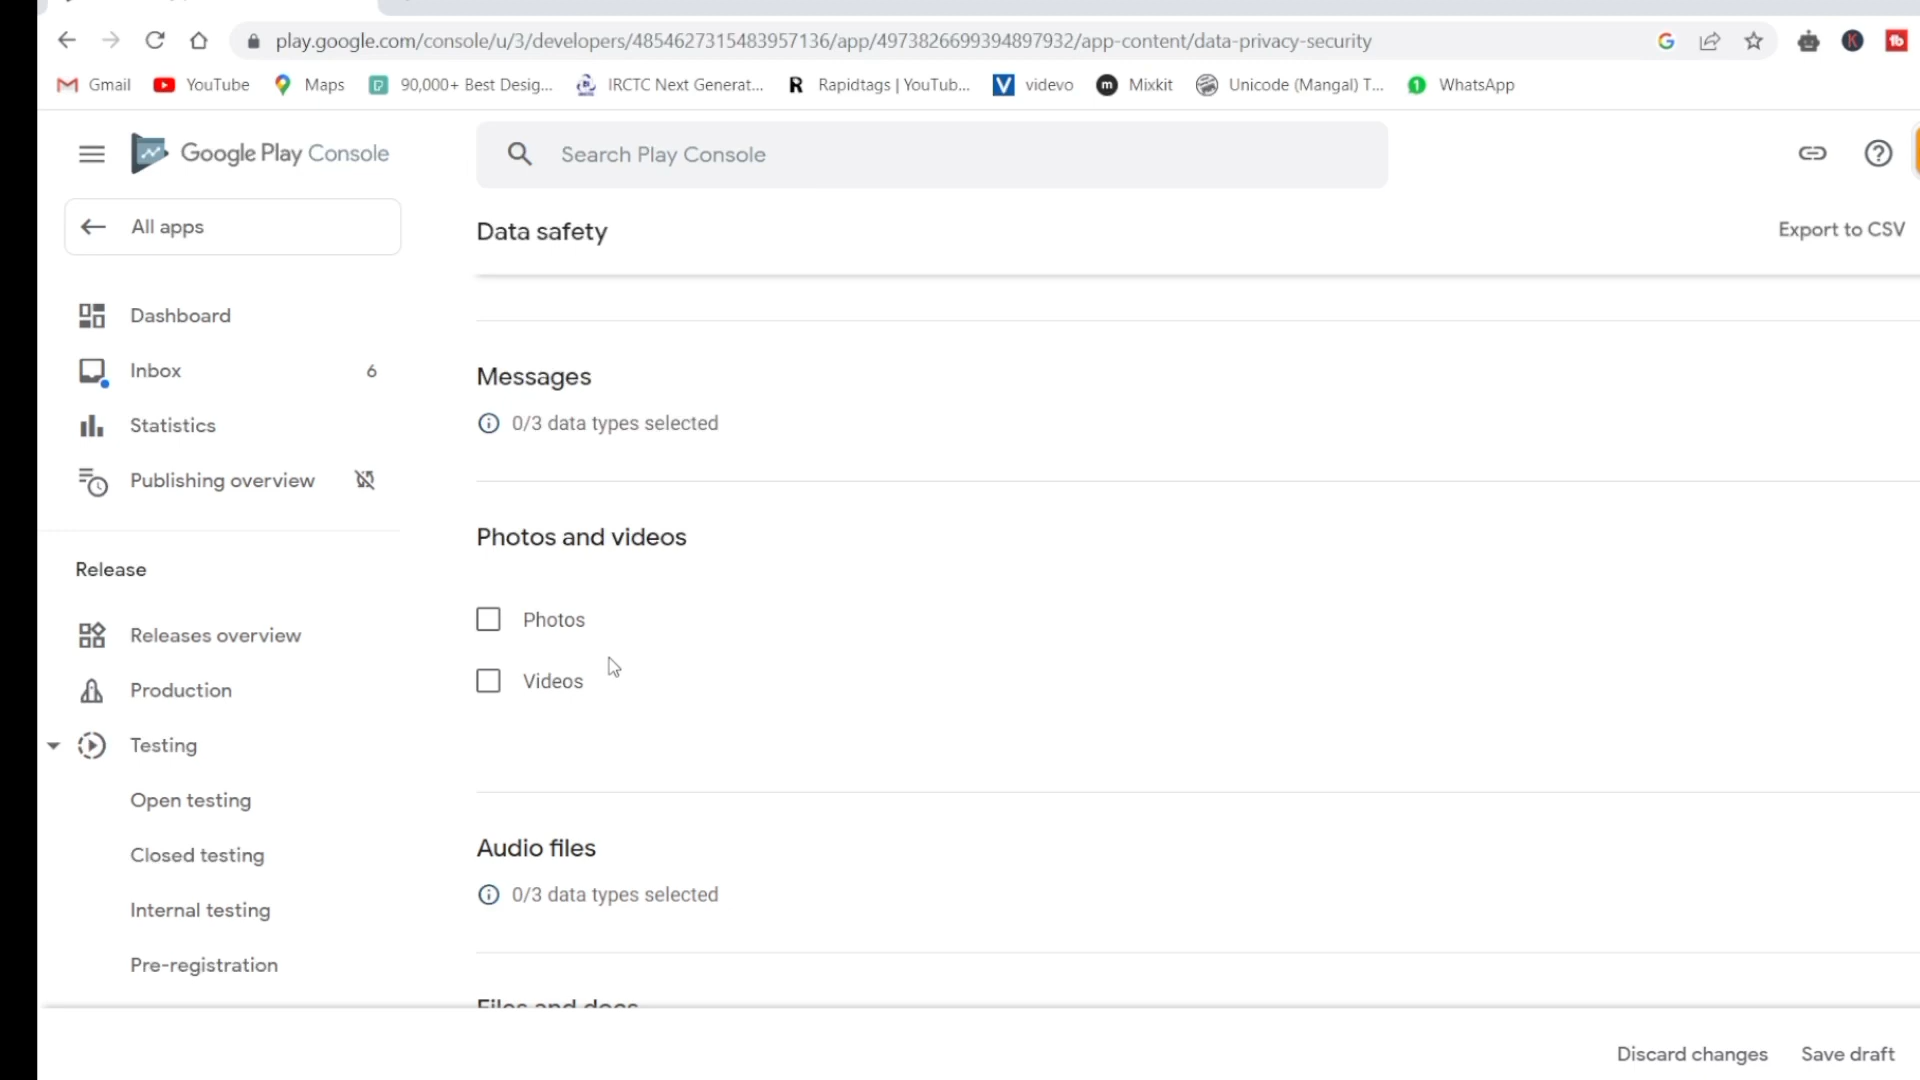 play.google.com/console/u/3/developers/4854627315483957136/app/4973826699394897932/app-content/data-privacy-security
Gmail YouTube Maps 90,000+ Best Desig... IRCTC Next Generat... Rapidtags | YouTub... videvo Mixkit Unicode (Mangal) T... WhatsApp
Google Play Console
Search Play Console
All apps
Data safety
Export to CSV
Dashboard
Inbox 6
Statistics
Publishing overview
Release
Releases overview
Production
Testing
Open testing
Closed testing
Internal testing
Pre-registration
Messages
0/3 data types selected
Photos and videos
Photos
Videos
Audio files
0/3 data types selected
Files and docs
Discard changes Save draft